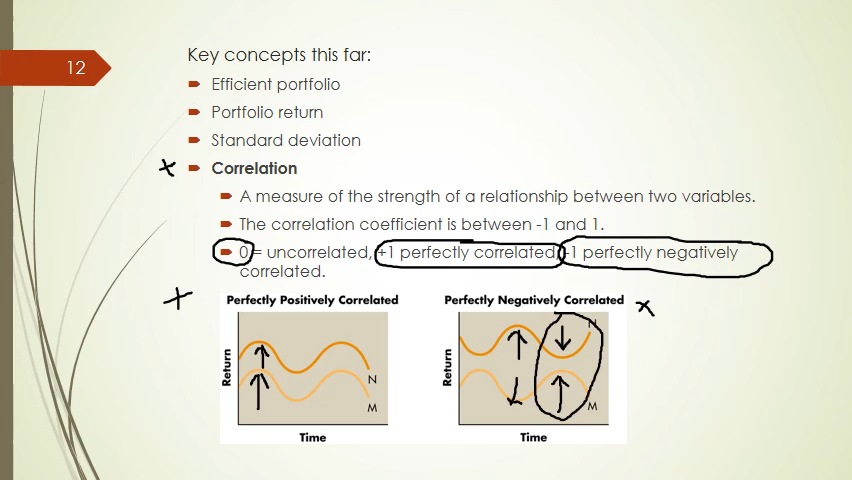 12
Key concepts this far:
Efficient portfolio
Portfolio return
Standard deviation
Correlation
A measure of the strength of a relationship between two variables.
The correlation coefficient is between -1 and 1.
0 = uncorrelated, +1 perfectly correlated, -1 perfectly negatively
correlated.
Perfectly Positively Correlated
Return
N
M
Time
Perfectly Negatively Correlated
Return
N
M
Time